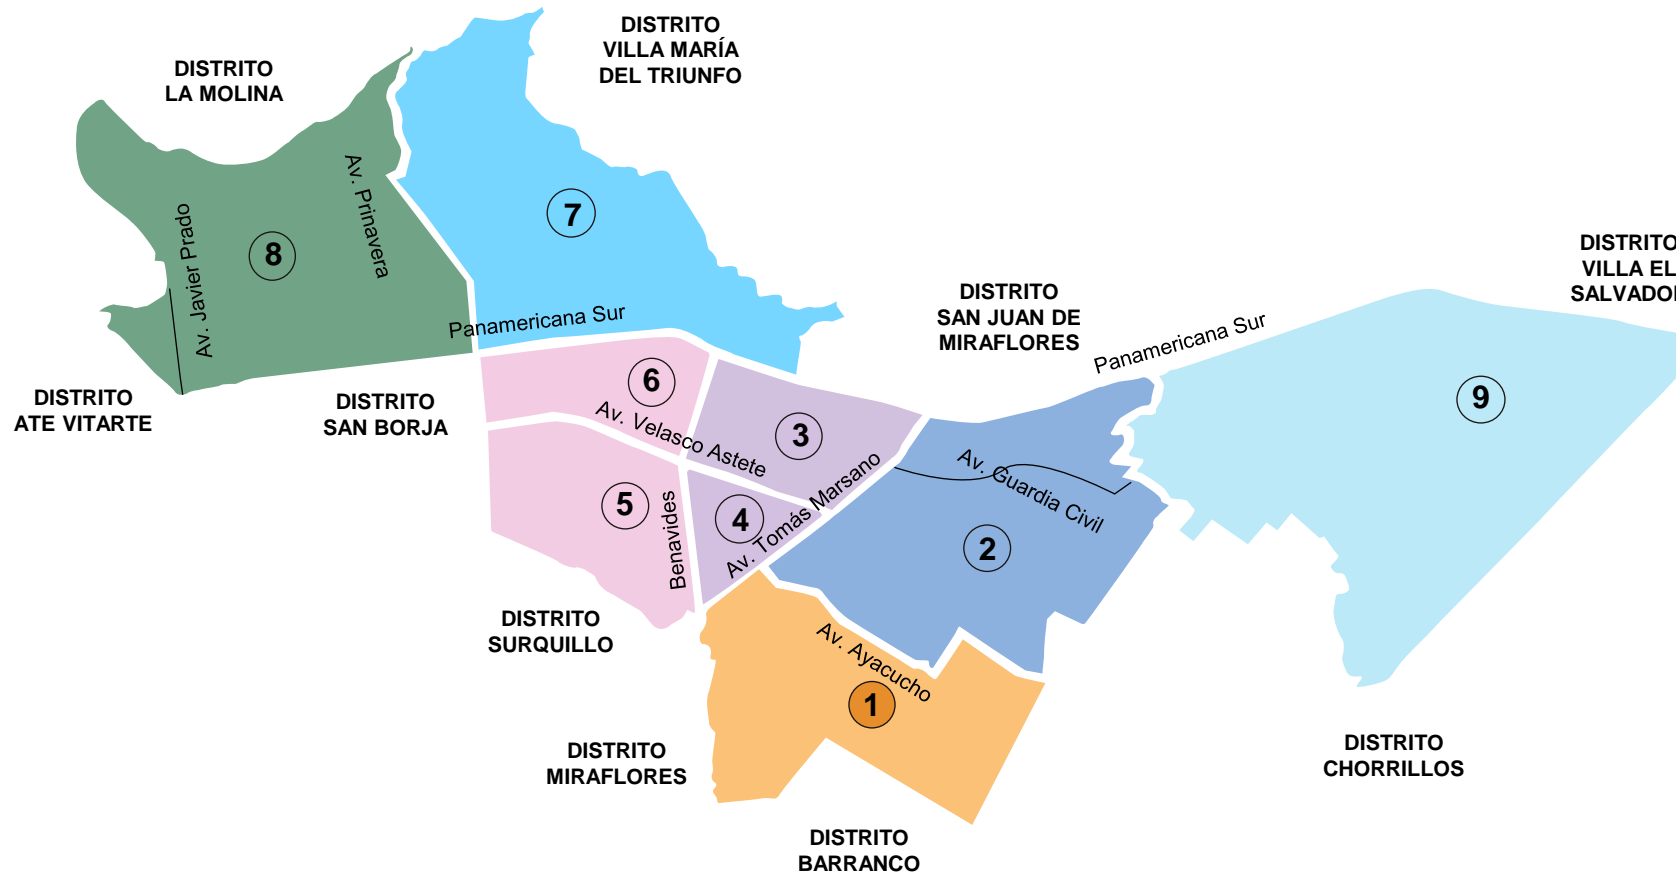 DISTRITO
VILLA MARÍA
DEL TRIUNFO
DISTRITO
LA MOLINA
Av. Prinavera
7
8
Av. Javier Prado
DISTRITO
VILLA EL
SALVADOR
Panamericana Sur
DISTRITO
SAN JUAN DE
MIRAFLORES
Panamericana Sur
DISTRITO
ATE VITARTE
DISTRITO
SAN BORJA
6
9
Av. Velasco Astete
3
Av. Guardia Civil
5
4
Benavides
Av. Tomás Marsano
2
DISTRITO
SURQUILLO
Av. Ayacucho
1
DISTRITO
MIRAFLORES
DISTRITO
CHORRILLOS
DISTRITO
BARRANCO